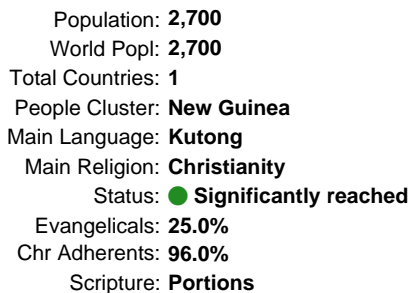 Population: 2,700
World Popl: 2,700
Total Countries: 1
People Cluster: New Guinea
Main Language: Kutong
Main Religion: Christianity
Status: Significantly reached
Evangelicals: 25.0%
Chr Adherents: 96.0%
Scripture: Portions